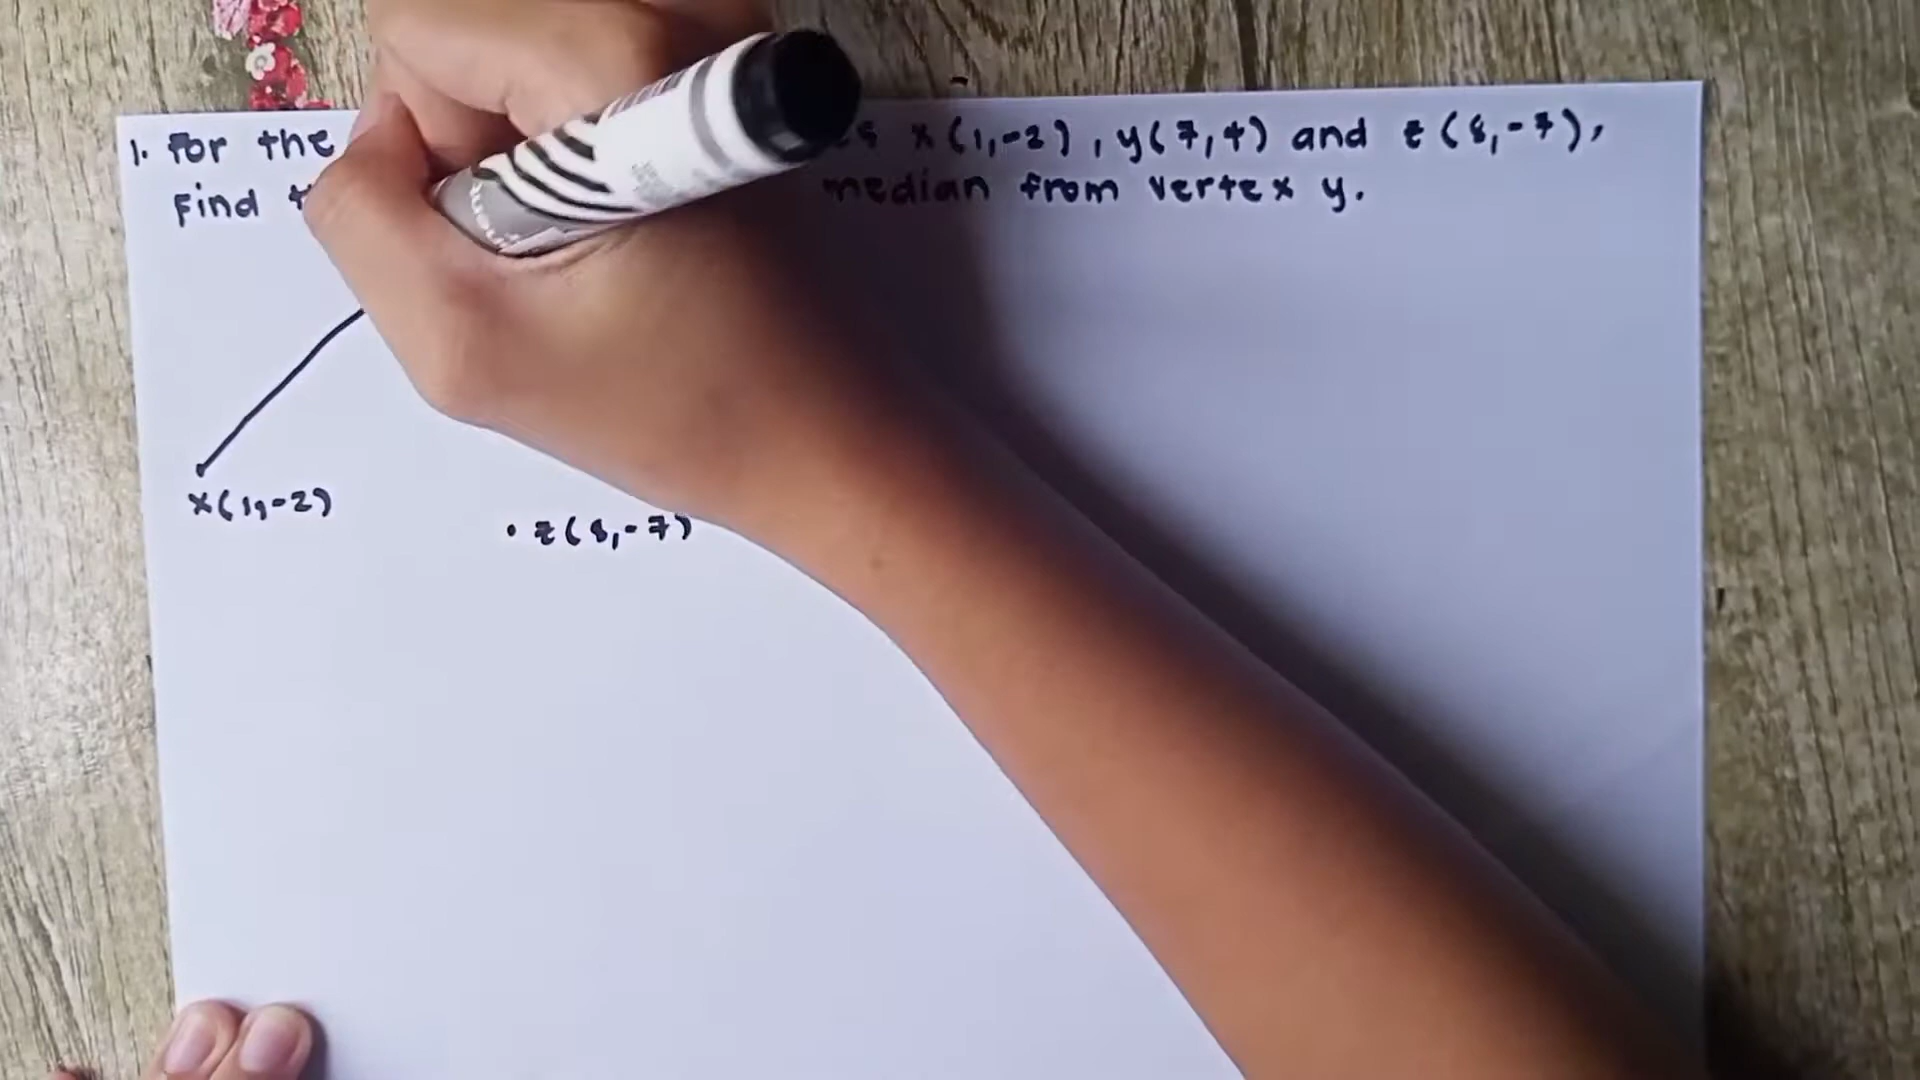 1. For the x(1,-2), y(7,4) and z(8,-7),
Find median from vertex y.
x(1,-2)
z(8,-7)